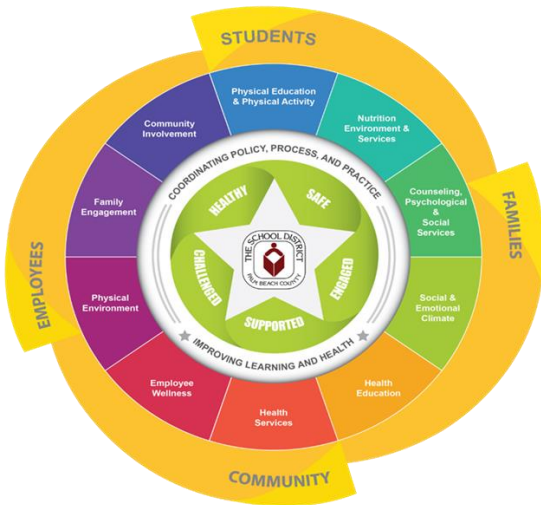 STUDENTS
FAMILIES
COMMUNITY
EMPLOYEES
Physical Education
& Physical Activity
Nutrition
Environment &
Services
Counseling,
Psychological
&
Social
Services
Social &
Emotional
Climate
Health
Education
Health
Services
Employee
Wellness
Physical
Environment
Family
Engagement
Community
Involvement
COORDINATING POLICY, PROCESS, AND PRACTICE
IMPROVING LEARNING AND HEALTH
HEALTHY
SAFE
ENGAGED
SUPPORTED
CHALLENGED
THE SCHOOL DISTRICT
PALM BEACH COUNTY